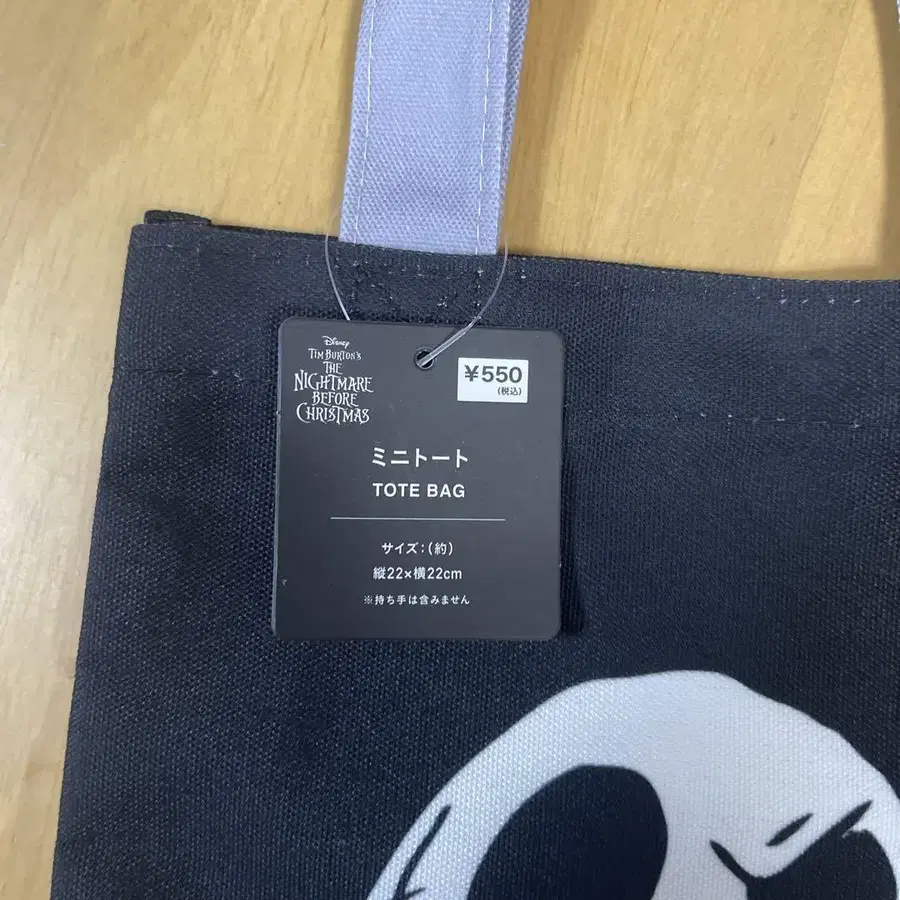 Disney
TIM BURTON'S
THE
NIGHTMARE
BEFORE
CHRISTMAS
¥550
(税込)
ミニトート
TOTE BAG
サイズ:(約)
縦22×横22cm
※持ち手は含みません